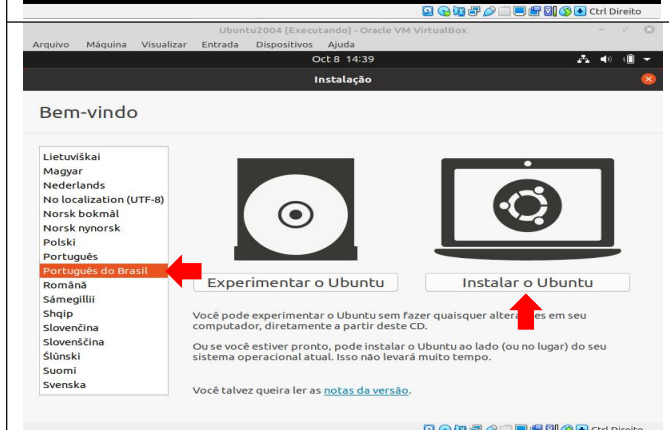 Ctrl Direito
Ubuntu2004 [Executando] - Oracle VM VirtualBox
Arquivo Máquina Visualizar Entrada Dispositivos Ajuda
Oct 8 14:39
Instalação
Bem-vindo
Lietuviškai
Magyar
Nederlands
No localization (UTF-8)
Norsk bokmål
Norsk nynorsk
Polski
Português
Português do Brasil
Română
Sámegillii
Shqip
Slovenčina
Slovenščina
Ślůnski
Suomi
Svenska
Experimentar o Ubuntu
Instalar o Ubuntu
Você pode experimentar o Ubuntu sem fazer quaisquer alterações em seu
computador, diretamente a partir deste CD.
Ou se você estiver pronto, pode instalar o Ubuntu ao lado (ou no lugar) do seu
sistema operacional atual. Isso não levará muito tempo.
Você talvez queira ler as notas da versão.
Ctrl Direito